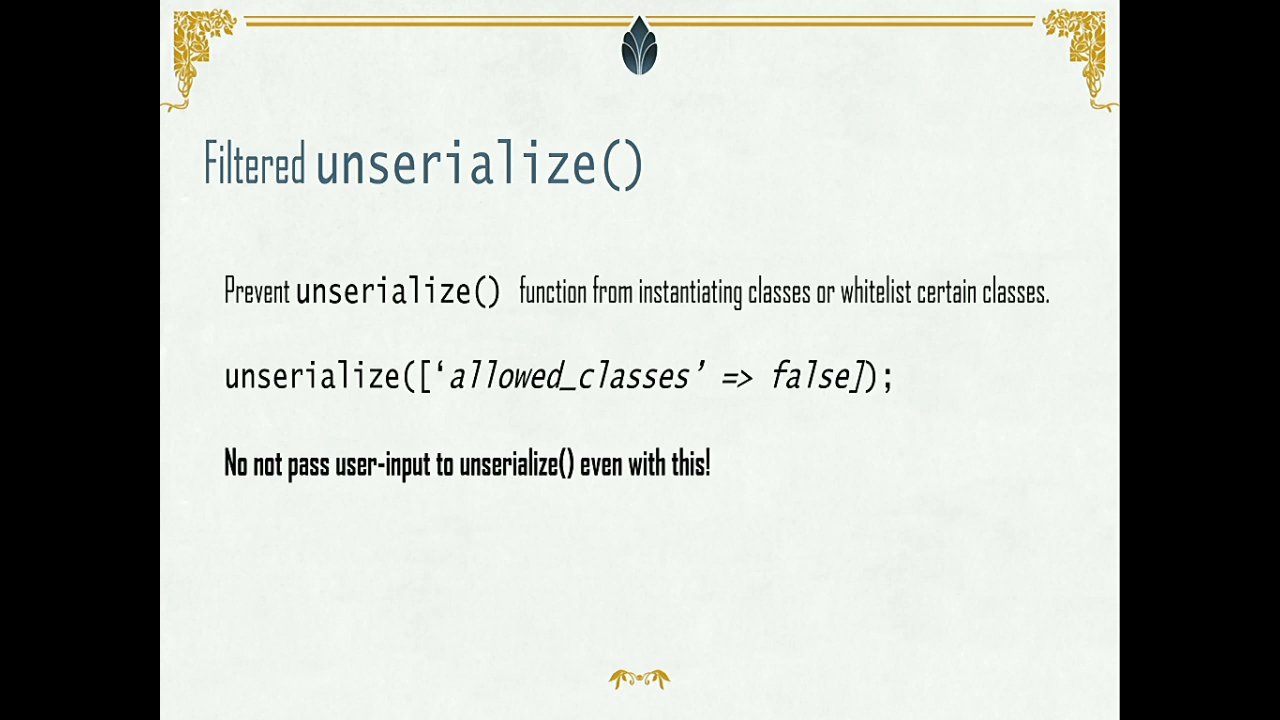 Filtered unserialize()
Prevent unserialize() function from instantiating classes or whitelist certain classes.
unserialize([‘allowed_classes’ => false]);
No not pass user-input to unserialize() even with this!